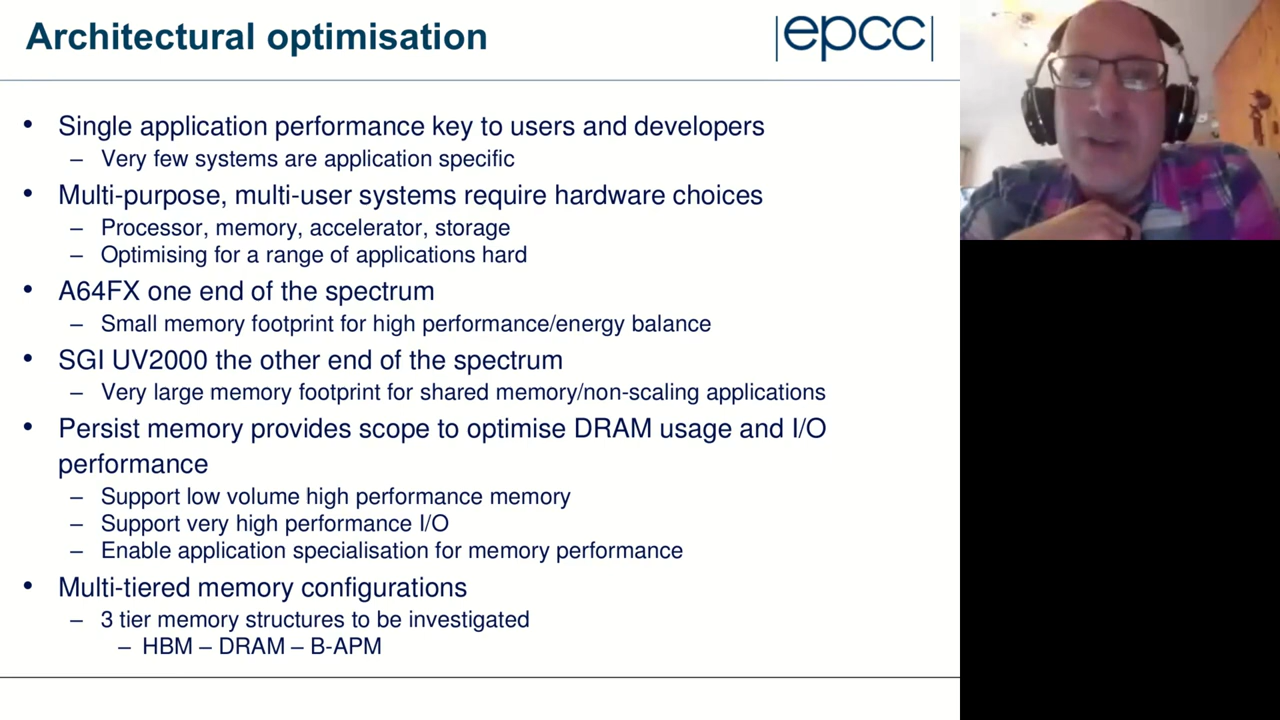 Architectural optimisation
|epcc|
• Single application performance key to users and developers
– Very few systems are application specific
• Multi-purpose, multi-user systems require hardware choices
– Processor, memory, accelerator, storage
– Optimising for a range of applications hard
• A64FX one end of the spectrum
– Small memory footprint for high performance/energy balance
• SGI UV2000 the other end of the spectrum
– Very large memory footprint for shared memory/non-scaling applications
• Persist memory provides scope to optimise DRAM usage and I/O
performance
– Support low volume high performance memory
– Support very high performance I/O
– Enable application specialisation for memory performance
• Multi-tiered memory configurations
– 3 tier memory structures to be investigated
– HBM – DRAM – B-APM